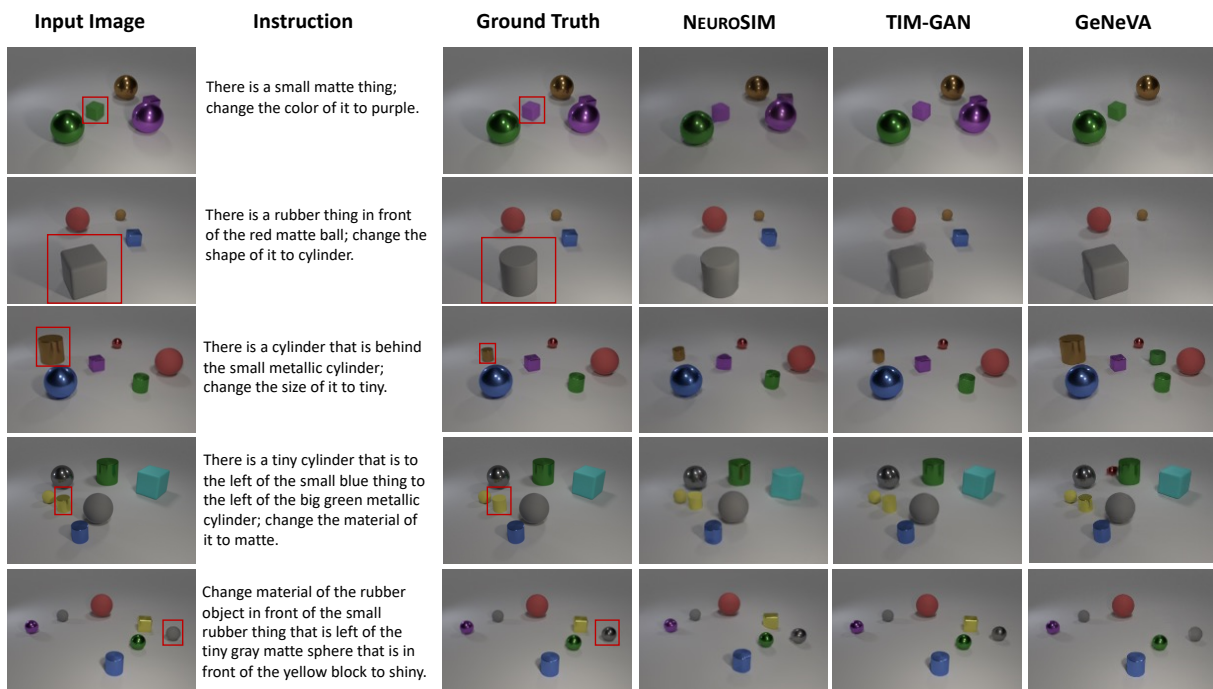 Input Image
Instruction
Ground Truth
NEUROSIM
TIM-GAN
GeNeVA
There is a small matte thing;
change the color of it to purple.
There is a rubber thing in front
of the red matte ball; change the
shape of it to cylinder.
There is a cylinder that is behind
the small metallic cylinder;
change the size of it to tiny.
There is a tiny cylinder that is to
the left of the small blue thing to
the left of the big green metallic
cylinder; change the material of
it to matte.
Change material of the rubber
object in front of the small
rubber thing that is left of the
tiny gray matte sphere that is in
front of the yellow block to shiny.